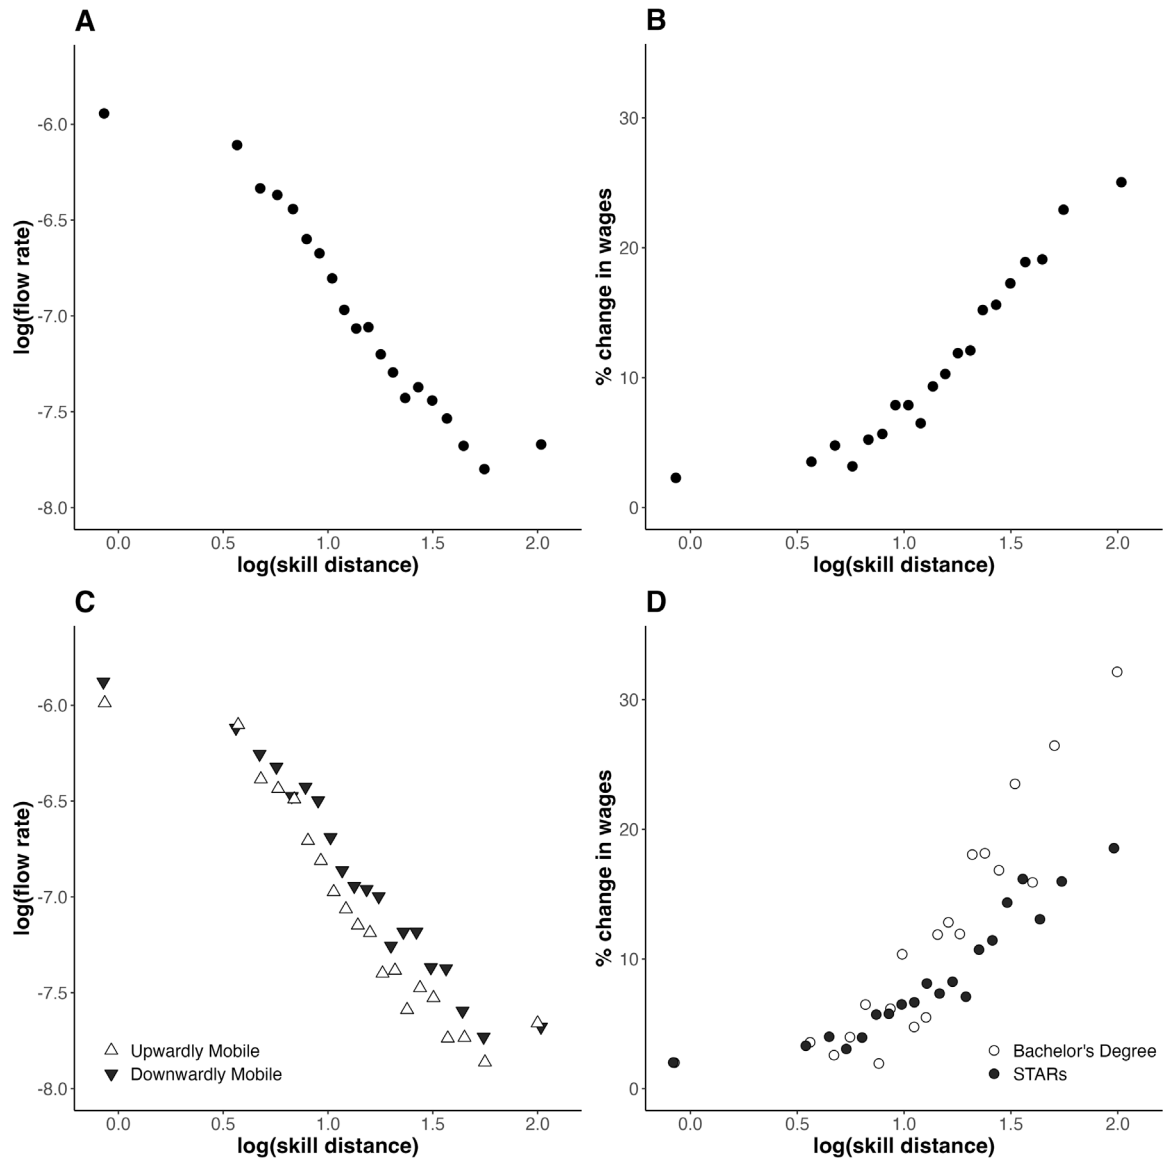 A
log(flow rate)
-6.0
-6.5
-7.0
-7.5
-8.0
0.0 0.5 1.0 1.5 2.0
log(skill distance)
B
% change in wages
30
20
10
0
0.0 0.5 1.0 1.5 2.0
log(skill distance)
C
log(flow rate)
-6.0
-6.5
-7.0
-7.5
-8.0
Upwardly Mobile
Downwardly Mobile
0.0 0.5 1.0 1.5 2.0
log(skill distance)
D
% change in wages
30
20
10
0
Bachelor's Degree
STARs
0.0 0.5 1.0 1.5 2.0
log(skill distance)